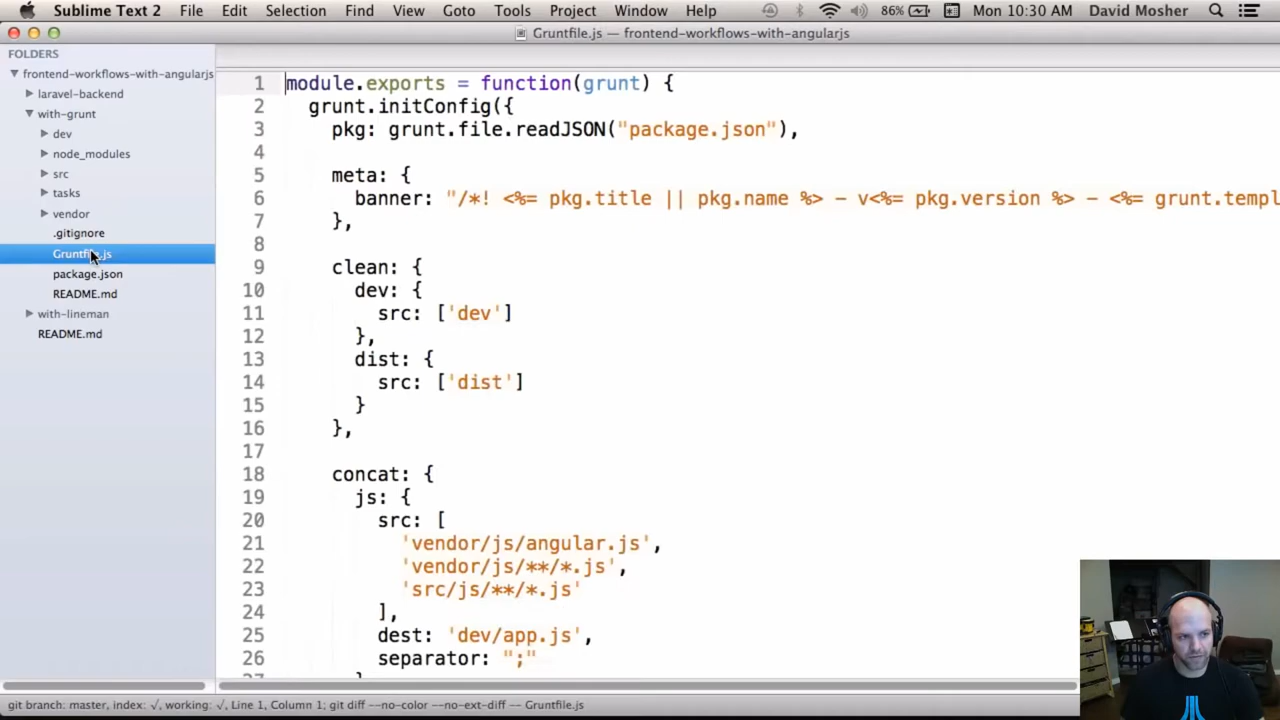 Sublime Text 2 File Edit Selection Find View Goto Tools Project Window Help 86% Mon 10:30 AM David Mosher
Gruntfile.js — frontend-workflows-with-angularjs
FOLDERS
frontend-workflows-with-angularjs
laravel-backend
with-grunt
dev
node_modules
src
tasks
vendor
.gitignore
Gruntfile.js
package.json
README.md
with-lineman
README.md
1 module.exports = function(grunt) {
2 grunt.initConfig({
3 pkg: grunt.file.readJSON("package.json"),
4
5 meta: {
6 banner: "/*! <%= pkg.title || pkg.name %> - v<%= pkg.version %> - <%= grunt.templ
7 },
8
9 clean: {
10 dev: {
11 src: ['dev']
12 },
13 dist: {
14 src: ['dist']
15 }
16 },
17
18 concat: {
19 js: {
20 src: [
21 'vendor/js/angular.js',
22 'vendor/js/**/*.js',
23 'src/js/**/*.js'
24 ],
25 dest: 'dev/app.js',
26 separator: ";"
git branch: master, index: √, working: √, Line 1, Column 1; git diff --no-color --no-ext-diff -- Gruntfile.js